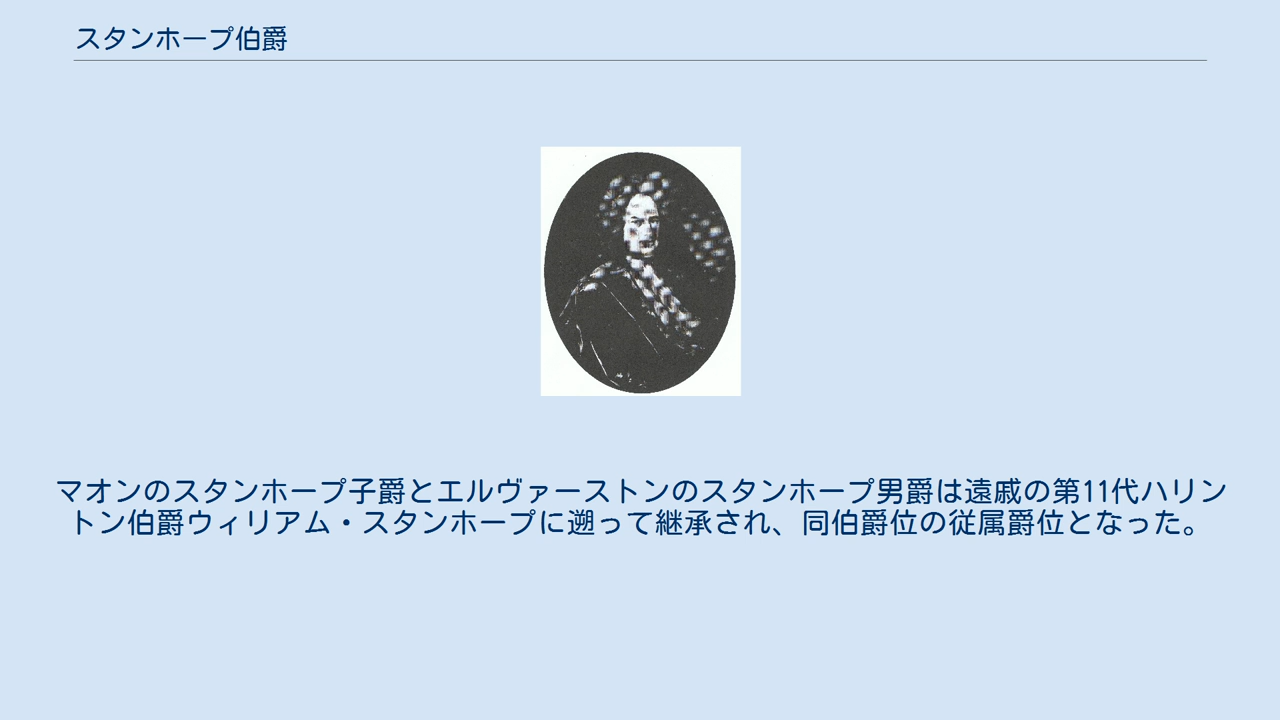 スタンホープ伯爵
マオンのスタンホープ子爵とエルヴァーストンのスタンホープ男爵は遠戚の第11代ハリン
トン伯爵ウィリアム・スタンホープに遡って継承され、同伯爵位の従属爵位となった。